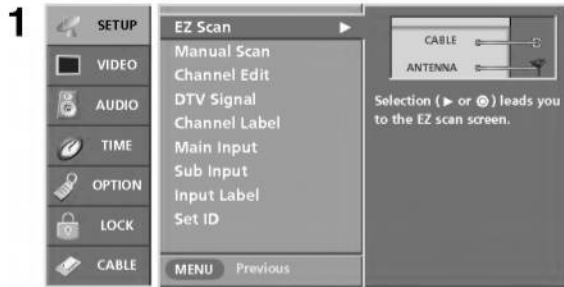 1
SETUP
VIDEO
AUDIO
TIME
OPTION
LOCK
CABLE
EZ Scan ▶
Manual Scan
Channel Edit
DTV Signal
Channel Label
Main Input
Sub Input
Input Label
Set ID
MENU Previous
CABLE
ANTENNA
Selection ( ▶ or ◉ ) leads you
to the EZ scan screen.